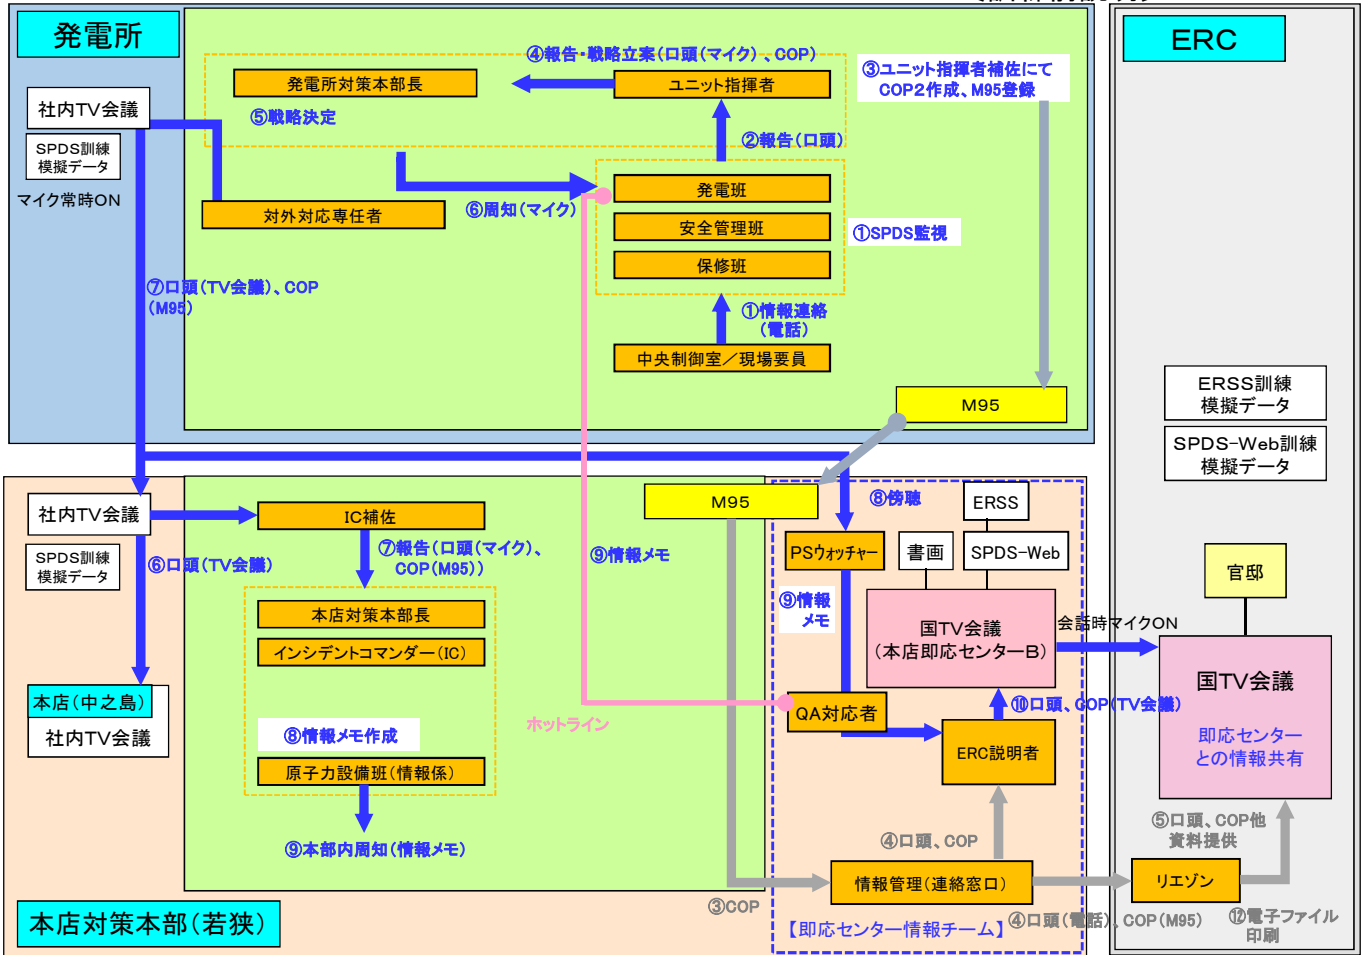 発電所
ERC
④報告・戦略立案(口頭(マイク)、COP)
③ユニット指揮者補佐にて
COP2作成、M95登録
発電所対策本部長
ユニット指揮者
社内TV会議
⑤戦略決定
SPDS訓練
模擬データ
②報告(口頭)
マイク常時ON
発電班
⑥周知(マイク)
対外対応専任者
安全管理班
①SPDS監視
保修班
⑦口頭(TV会議)、COP
(M95)
①情報連絡
(電話)
中央制御室／現場要員
ERSS訓練
模擬データ
M95
SPDS-Web訓練
模擬データ
社内TV会議
IC補佐
M95
⑧傍聴
ERSS
SPDS訓練
模擬データ
⑥口頭(TV会議)
⑦報告(口頭(マイク)、
COP(M95))
⑨情報メモ
PSウォッチャー
書画
SPDS-Web
官邸
本店対策本部長
⑨情報
メモ
国TV会議
(本店即応センターB)
会話時マイクON
インシデントコマンダー(IC)
国TV会議
即応センター
との情報共有
本店(中之島)
社内TV会議
ホットライン
QA対応者
⑩口頭、COP(TV会議)
⑧情報メモ作成
ERC説明者
原子力設備班(情報係)
⑤口頭、COP他
資料提供
⑨本部内周知(情報メモ)
④口頭、COP
情報管理(連絡窓口)
リエゾン
③COP
④口頭(電話)、COP(M95)
⑫電子ファイル
印刷
本店対策本部(若狭)
【即応センター情報チーム】